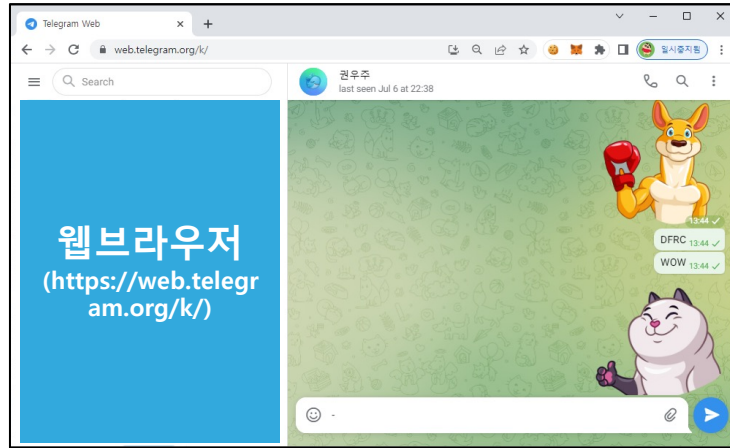 Telegram Web
web.telegram.org/k/
일시중지됨
Search
권우주
last seen Jul 6 at 22:38
웹브라우저
(https://web.telegr
am.org/k/)
13:44
DFRC 13:44
WOW 13:44
-